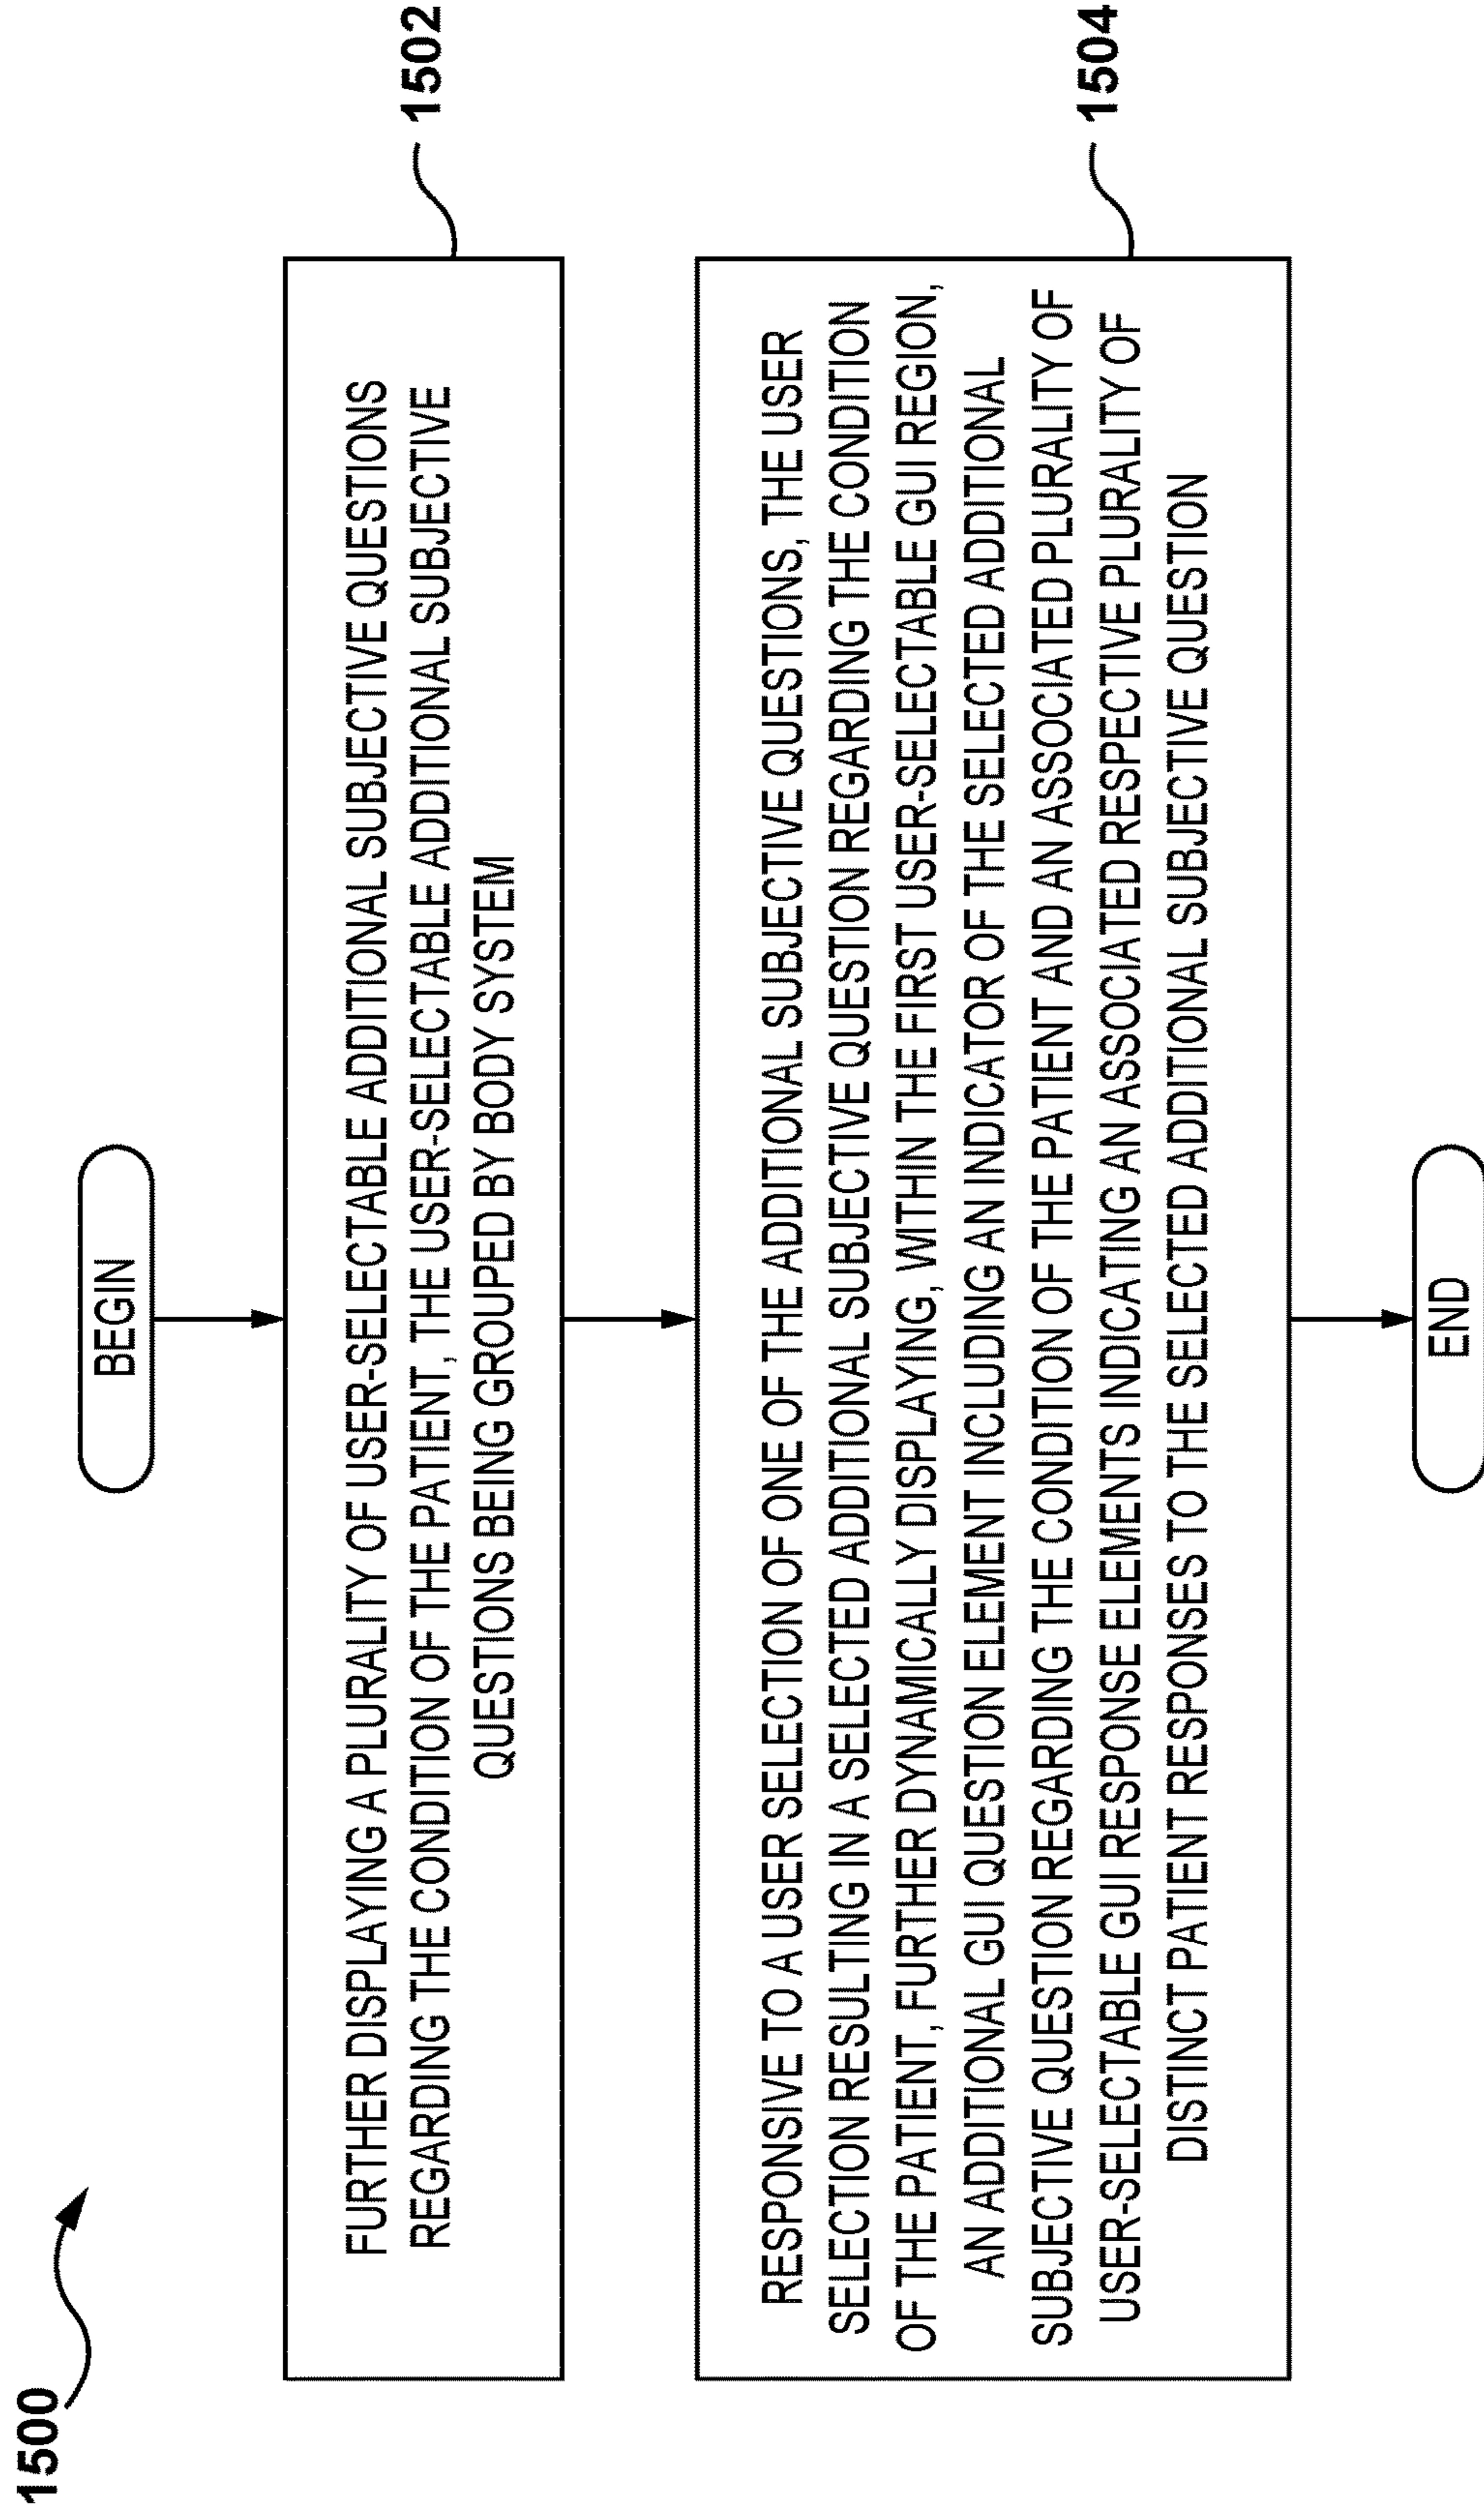 1500
BEGIN
FURTHER DISPLAYING A PLURALITY OF USER-SELECTABLE ADDITIONAL SUBJECTIVE QUESTIONS
REGARDING THE CONDITION OF THE PATIENT, THE USER-SELECTABLE ADDITIONAL SUBJECTIVE
QUESTIONS BEING GROUPED BY BODY SYSTEM
1502
RESPONSIVE TO A USER SELECTION OF ONE OF THE ADDITIONAL SUBJECTIVE QUESTIONS, THE USER
SELECTION RESULTING IN A SELECTED ADDITIONAL SUBJECTIVE QUESTION REGARDING THE CONDITION
OF THE PATIENT, FURTHER DYNAMICALLY DISPLAYING, WITHIN THE FIRST USER-SELECTABLE GUI REGION,
AN ADDITIONAL GUI QUESTION ELEMENT INCLUDING AN INDICATOR OF THE SELECTED ADDITIONAL
SUBJECTIVE QUESTION REGARDING THE CONDITION OF THE PATIENT AND AN ASSOCIATED PLURALITY OF
USER-SELECTABLE GUI RESPONSE ELEMENTS INDICATING AN ASSOCIATED RESPECTIVE PLURALITY OF
DISTINCT PATIENT RESPONSES TO THE SELECTED ADDITIONAL SUBJECTIVE QUESTION
1504
END